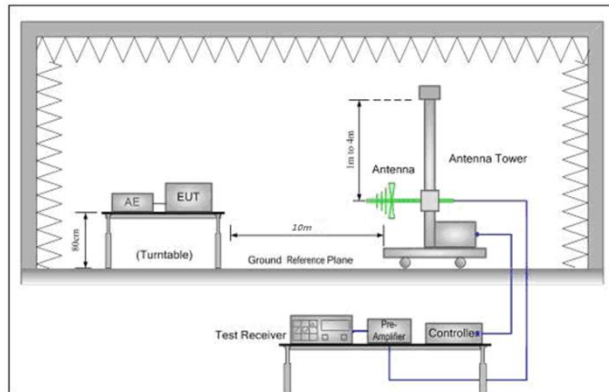 1m to 4m
Antenna
Antenna Tower
AE
EUT
80cm
(Turntable)
10m
Ground Reference Plane
Test Receiver
Pre-
Amplifier
Controller